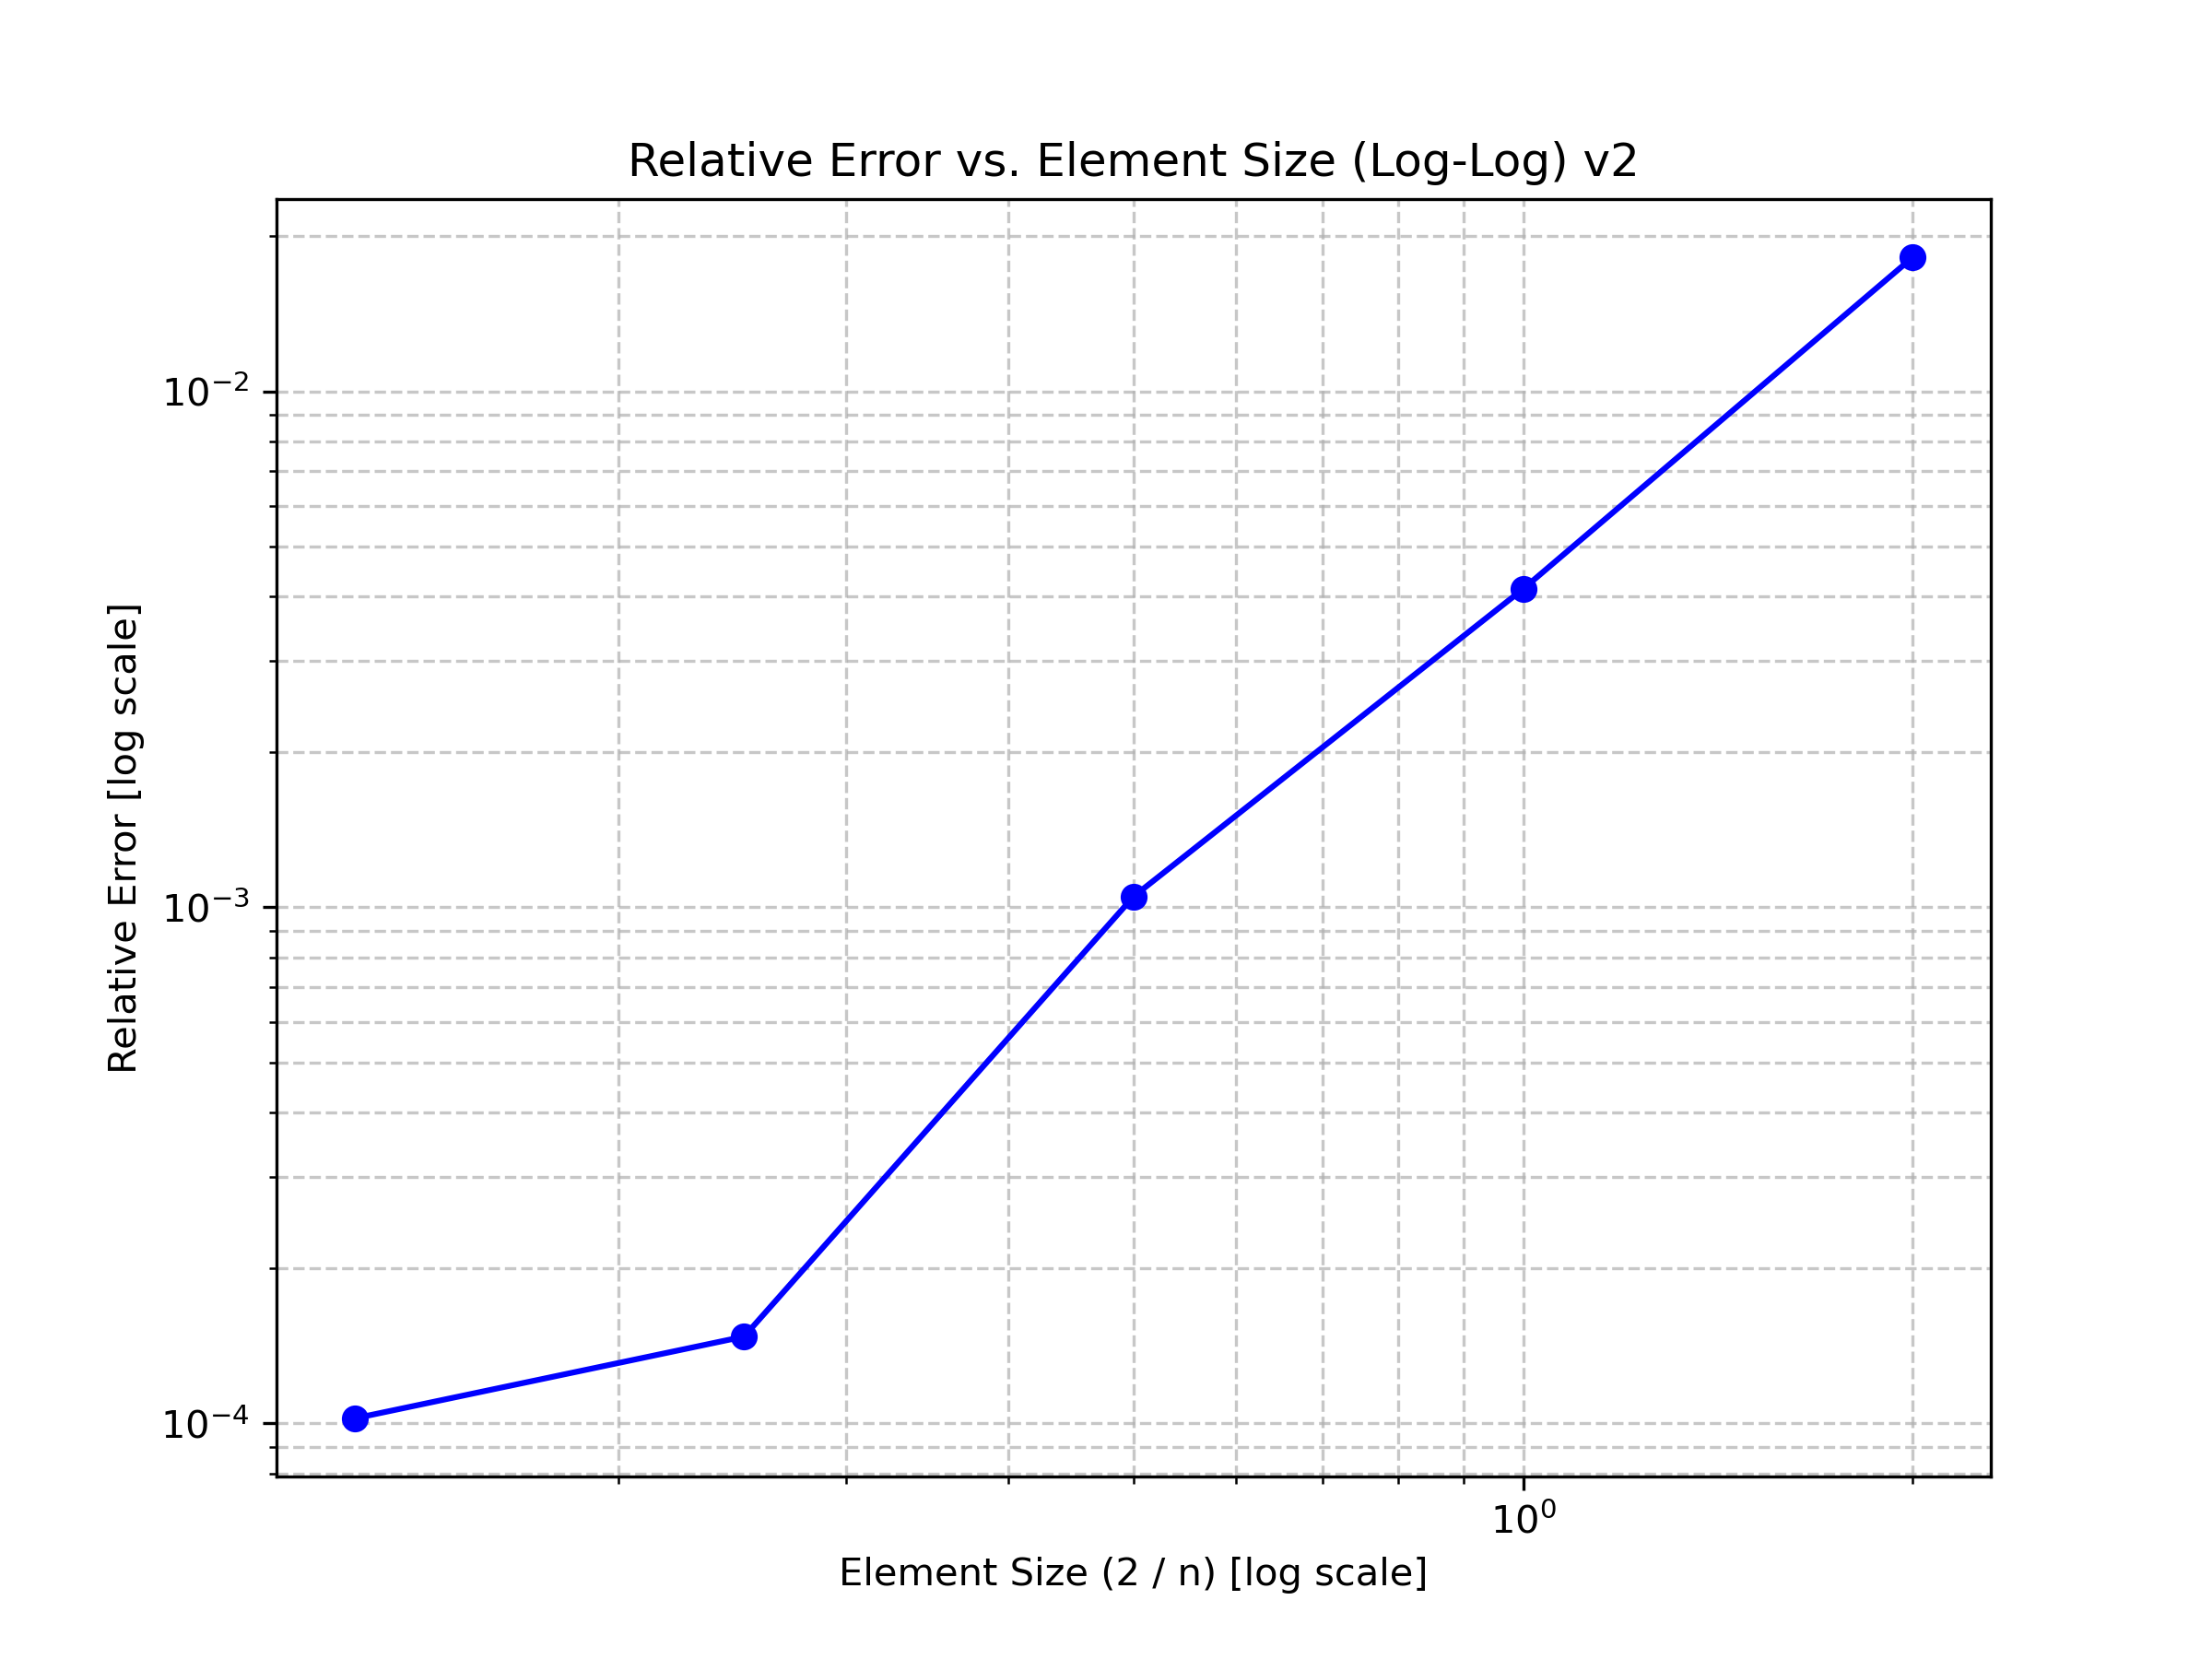 Relative Error vs. Element Size (Log-Log) v2
Relative Error [log scale]
10⁻²
10⁻³
10⁻⁴
10⁰
Element Size (2 / n) [log scale]